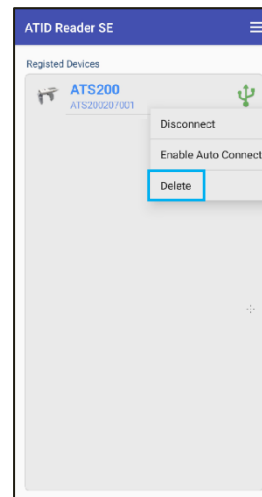 ATID Reader SE
Registed Devices
ATS200
ATS200207001
Disconnect
Enable Auto Connect
Delete